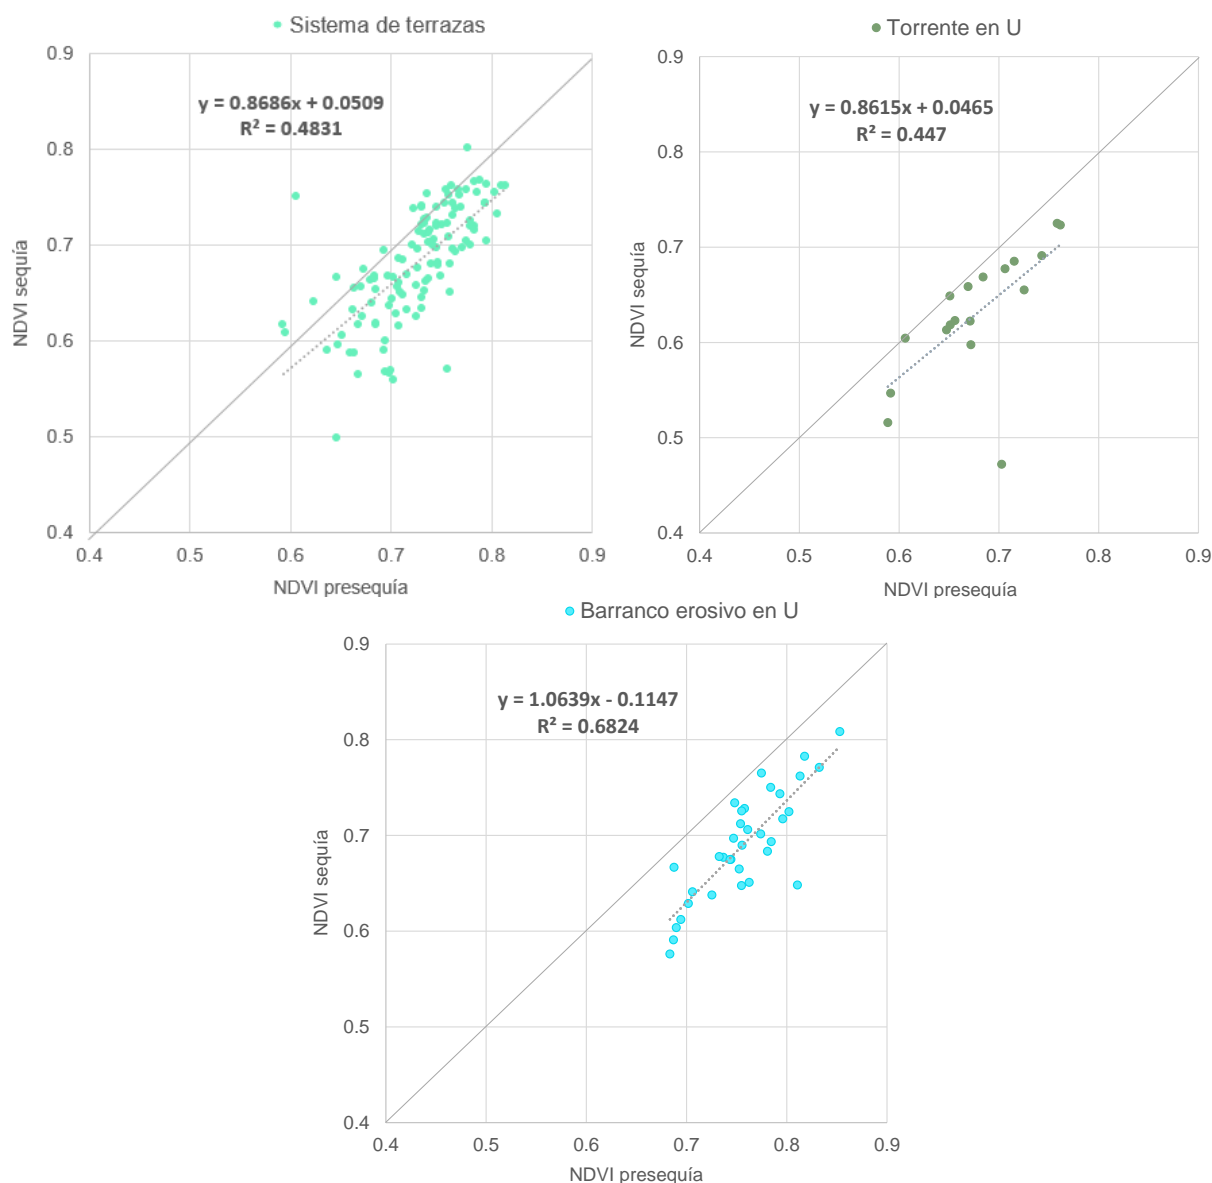 Sistema de terrazas
0.9
0.8
0.7
0.6
0.5
0.4
y = 0.8686x + 0.0509
R² = 0.4831
NDVI sequía
0.4 0.5 0.6 0.7 0.8 0.9
NDVI presequía
Torrente en U
0.9
0.8
0.7
0.6
0.5
0.4
y = 0.8615x + 0.0465
R² = 0.447
NDVI sequía
0.4 0.5 0.6 0.7 0.8 0.9
NDVI presequía
Barranco erosivo en U
0.9
0.8
0.7
0.6
0.5
0.4
y = 1.0639x - 0.1147
R² = 0.6824
NDVI sequía
0.4 0.5 0.6 0.7 0.8 0.9
NDVI presequía